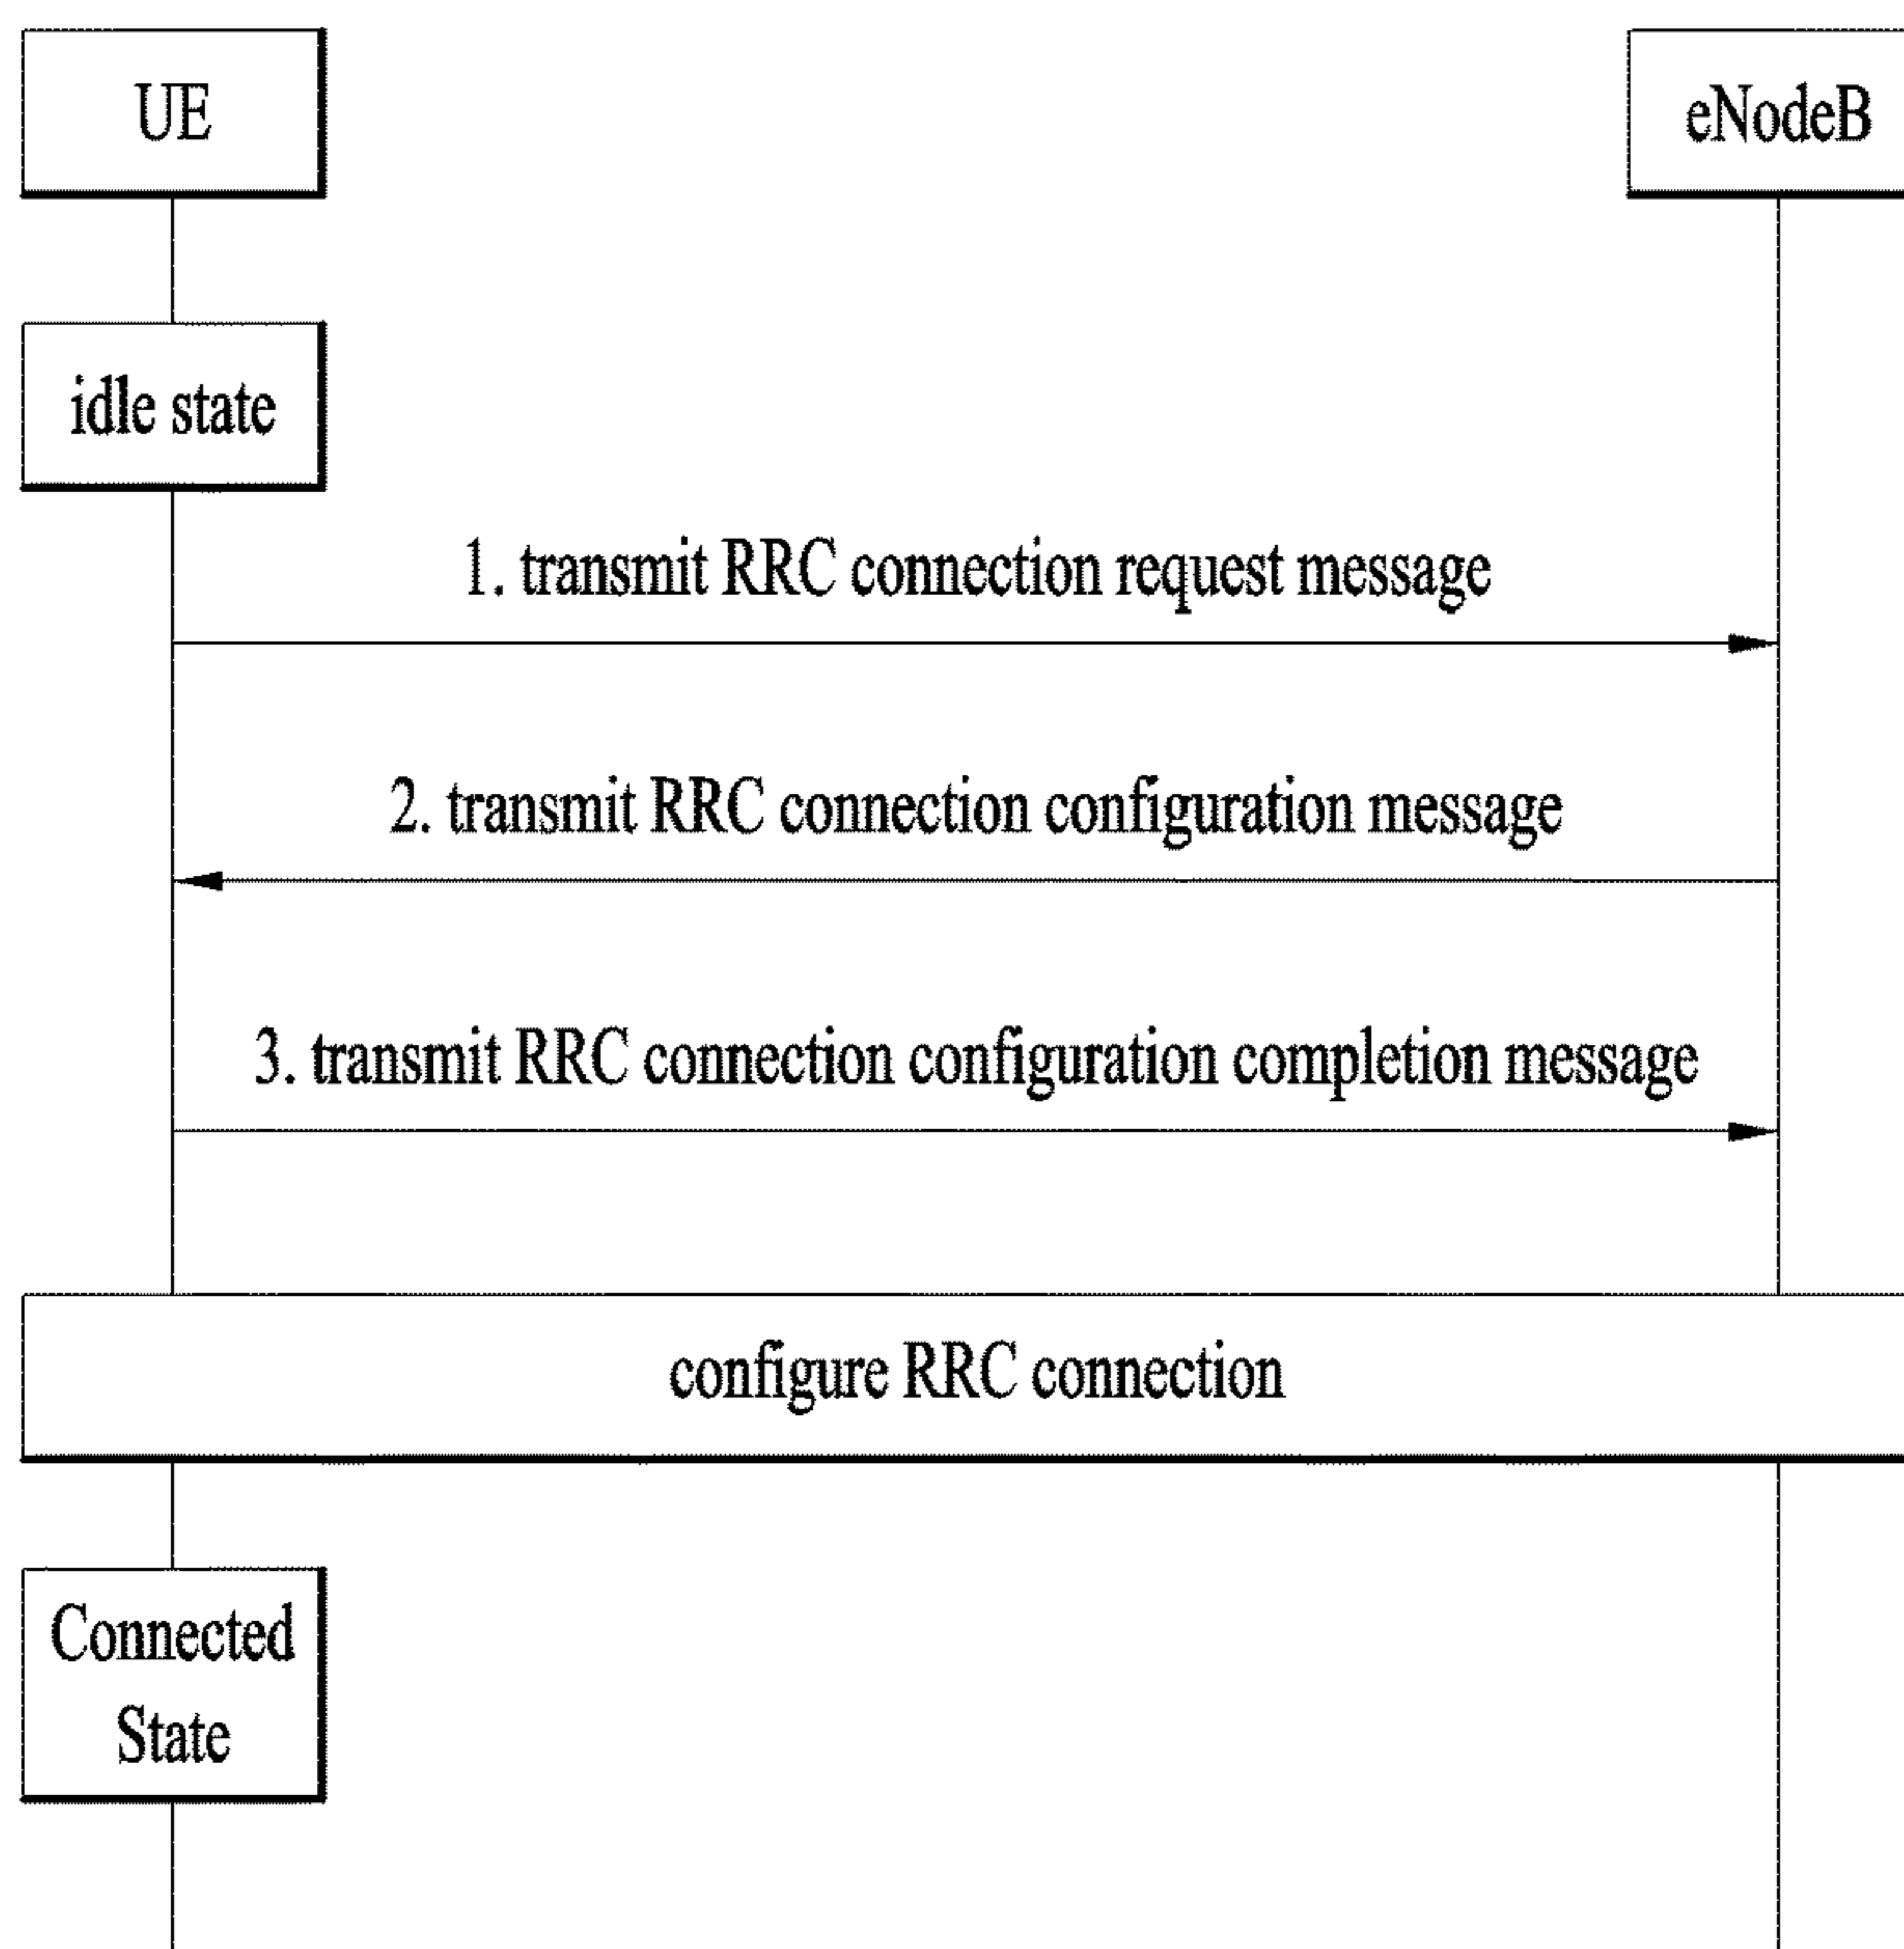 UE
eNodeB
idle state
1. transmit RRC connection request message
2. transmit RRC connection configuration message
3. transmit RRC connection configuration completion message
configure RRC connection
Connected
State